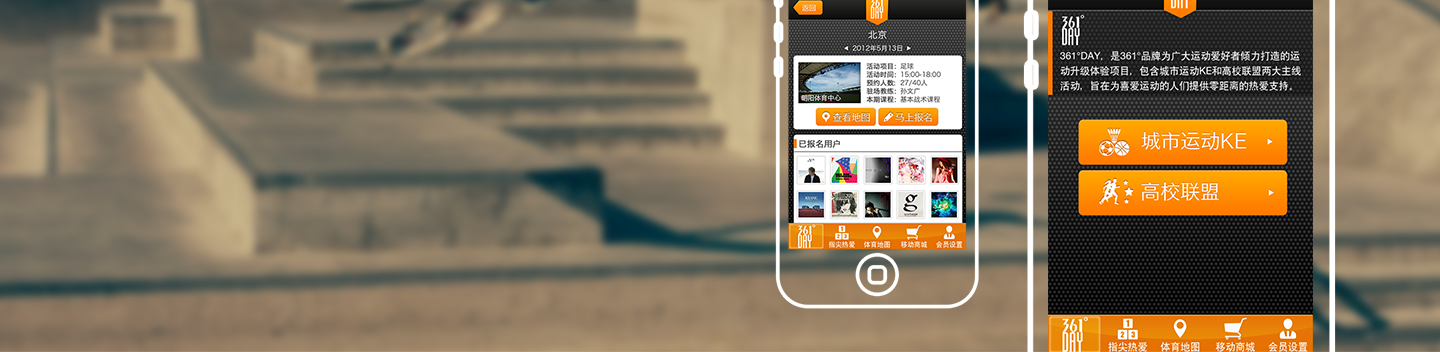 返回
361°
DAY
北京
2012年5月13日
活动项目: 足球
活动时间: 15:00-18:00
预约人数: 27/40人
驻场教练: 孙文广
本期课程: 基本战术课程
朝阳体育中心
查看地图
马上报名
已报名用户
g
361°
DAY
指尖热爱
体育地图
移动商城
会员设置
DAY
361°
DAY
361°DAY，是361°品牌为广大运动爱好者倾力打造的运
动升级体验项目，包含城市运动KE和高校联盟两大主线
活动，旨在为喜爱运动的人们提供零距离的热爱支持。
城市运动KE
高校联盟
361°
DAY
指尖热爱
体育地图
移动商城
会员设置